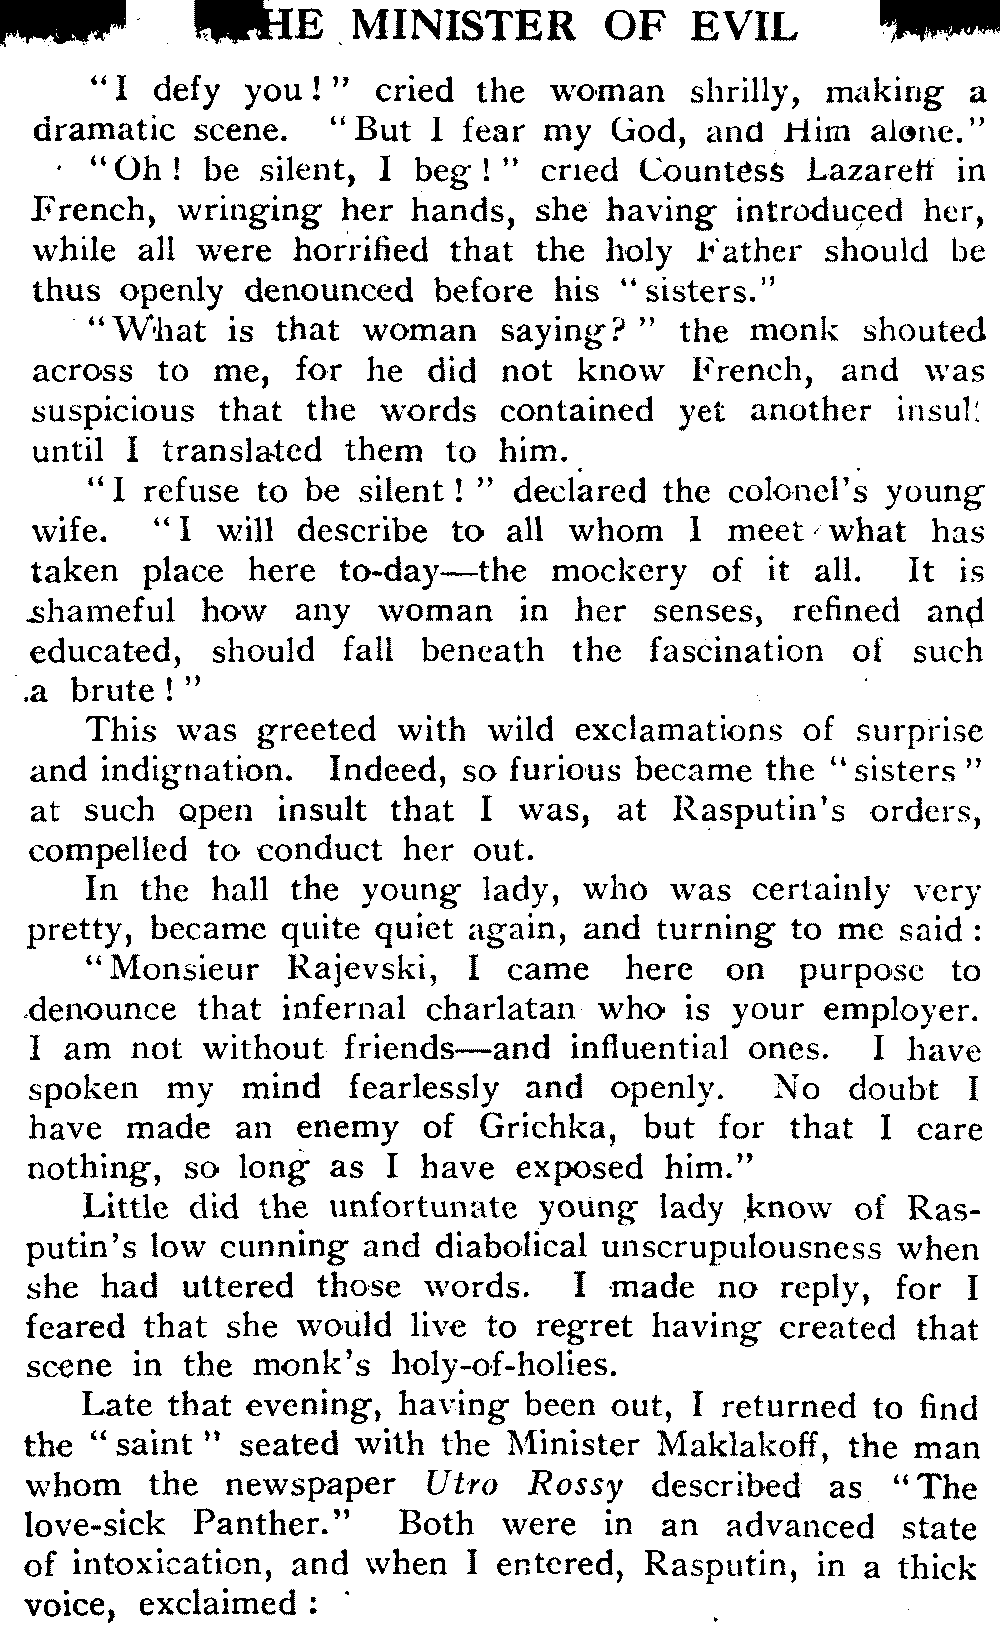 THE MINISTER OF EVIL
"I defy you!" cried the woman shrilly, making a
dramatic scene. "But I fear my God, and Him alone."
"Oh! be silent, I beg!" cried Countess Lazareff in
French, wringing her hands, she having introduced her,
while all were horrified that the holy Father should be
thus openly denounced before his "sisters."
"What is that woman saying?" the monk shouted
across to me, for he did not know French, and was
suspicious that the words contained yet another insult
until I translated them to him.
"I refuse to be silent!" declared the colonel's young
wife. "I will describe to all whom I meet what has
taken place here to-day—the mockery of it all. It is
shameful how any woman in her senses, refined and
educated, should fall beneath the fascination of such
a brute!"
This was greeted with wild exclamations of surprise
and indignation. Indeed, so furious became the "sisters"
at such open insult that I was, at Rasputin's orders,
compelled to conduct her out.
In the hall the young lady, who was certainly very
pretty, became quite quiet again, and turning to me said:
"Monsieur Rajevski, I came here on purpose to
denounce that infernal charlatan who is your employer.
I am not without friends—and influential ones. I have
spoken my mind fearlessly and openly. No doubt I
have made an enemy of Grichka, but for that I care
nothing, so long as I have exposed him."
Little did the unfortunate young lady know of Ras-
putin's low cunning and diabolical unscrupulousness when
she had uttered those words. I made no reply, for I
feared that she would live to regret having created that
scene in the monk's holy-of-holies.
Late that evening, having been out, I returned to find
the "saint" seated with the Minister Maklakoff, the man
whom the newspaper Utro Rossy described as "The
love-sick Panther." Both were in an advanced state
of intoxication, and when I entered, Rasputin, in a thick
voice, exclaimed: